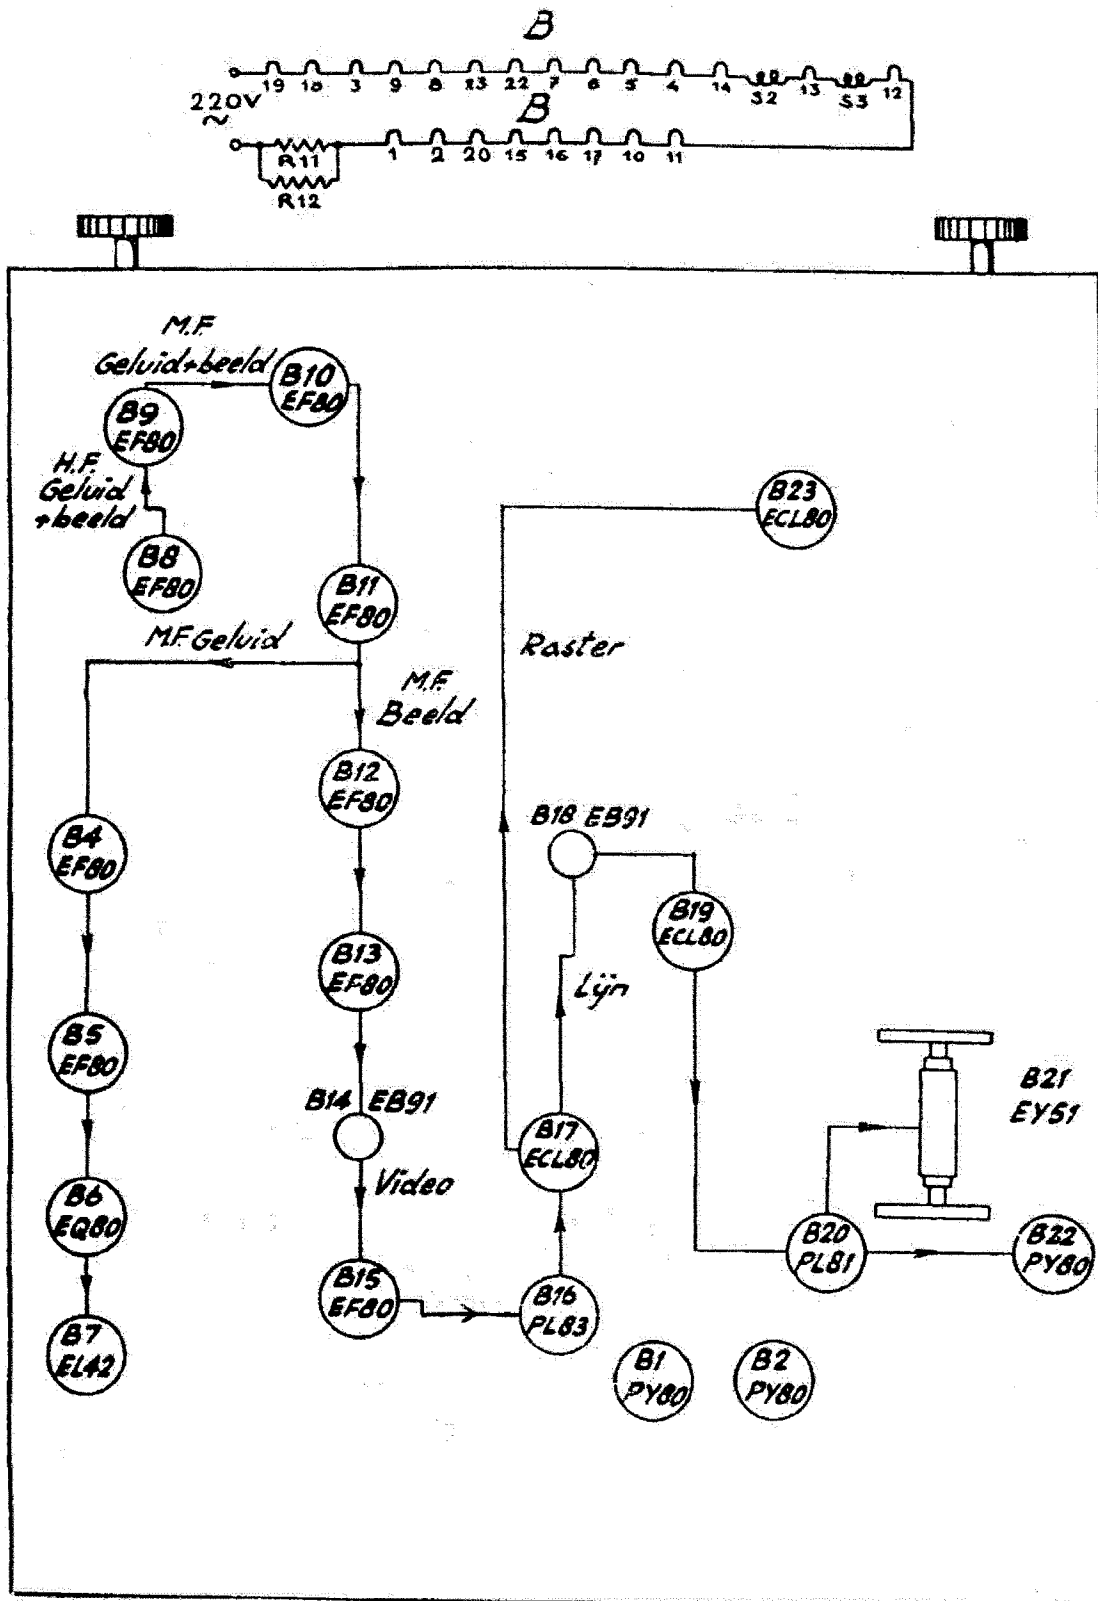 B
19 18 3 9 8 23 22 7 6 5 4 14 S2 13 S3 12
220V
~
B
R11
R12
1 2 20 15 16 17 10 11
M.F.
Geluid+beeld
B10
EF80
B9
EF80
H.F.
Geluid
+beeld
B8
EF80
B11
EF80
B23
ECL80
M.F. Geluid
Raster
M.F.
Beeld
B12
EF80
B4
EF80
B18 EB91
B19
ECL80
B13
EF80
Lijn
B5
EF80
B14 EB91
B21
EY51
B17
ECL80
Video
B6
EQ80
B20
PL81
B22
PY80
B15
EF80
B16
PL83
B7
EL42
B1
PY80
B2
PY80